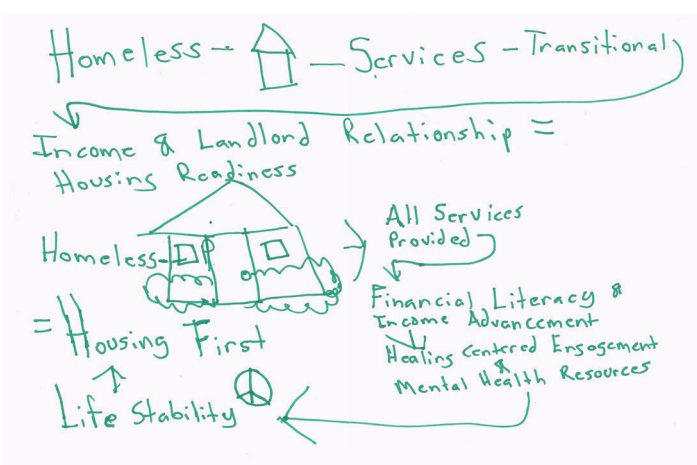 Homeless - Services - Transitional
Income & Landlord Relationship =
Housing Readiness
Homeless -
All Services
Provided
Financial Literacy &
Income Advancement
Healing Centered Engagement
&
Mental Health Resources
= Housing First
Life Stability